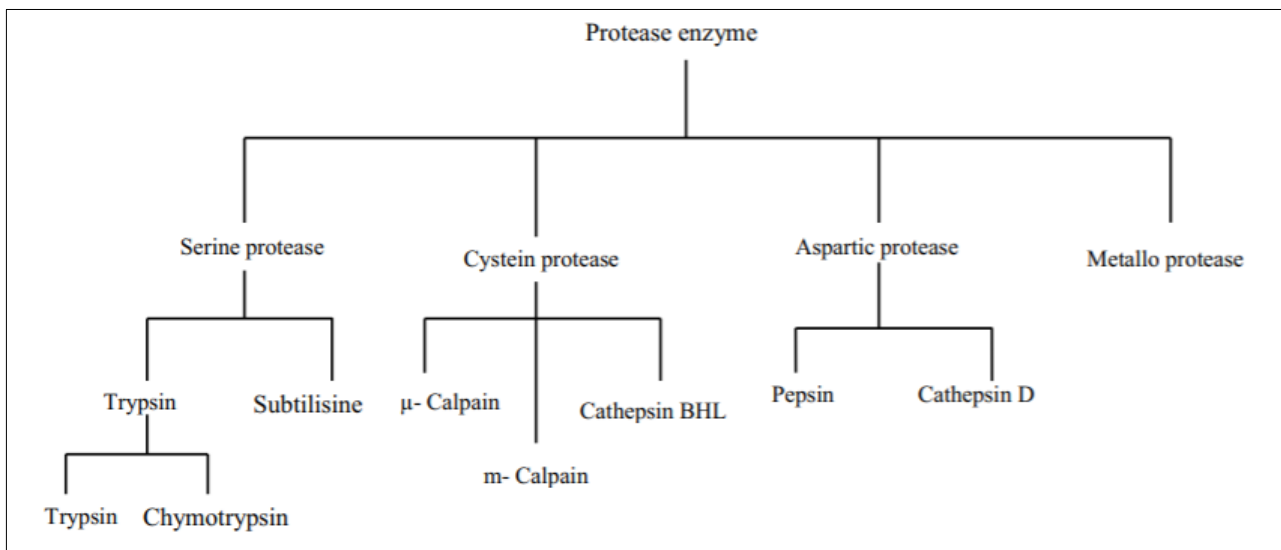 Protease enzyme
Serine protease
Cystein protease
Aspartic protease
Metallo protease
Trypsin
Subtilisine
µ- Calpain
m- Calpain
Cathepsin BHL
Pepsin
Cathepsin D
Trypsin
Chymotrypsin